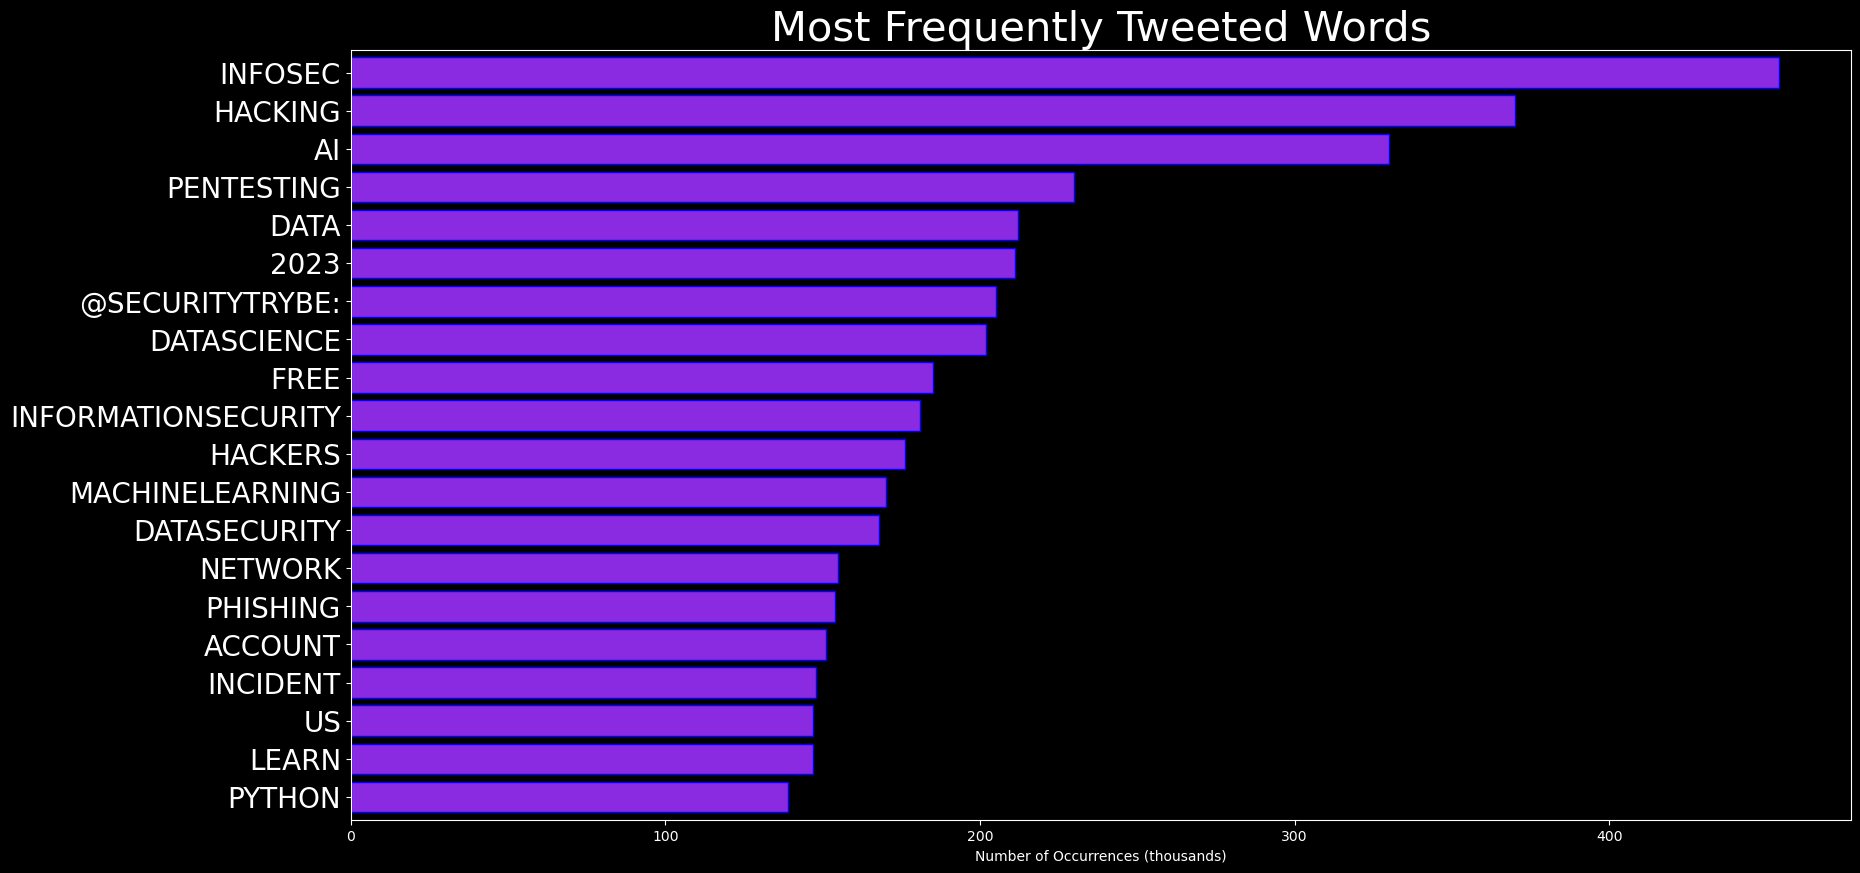 Most Frequently Tweeted Words
INFOSEC
HACKING
AI
PENTESTING
DATA
2023
@SECURITYTRYBE:
DATASCIENCE
FREE
INFORMATIONSECURITY
HACKERS
MACHINELEARNING
DATASECURITY
NETWORK
PHISHING
ACCOUNT
INCIDENT
US
LEARN
PYTHON
0 100 200 300 400
Number of Occurrences (thousands)